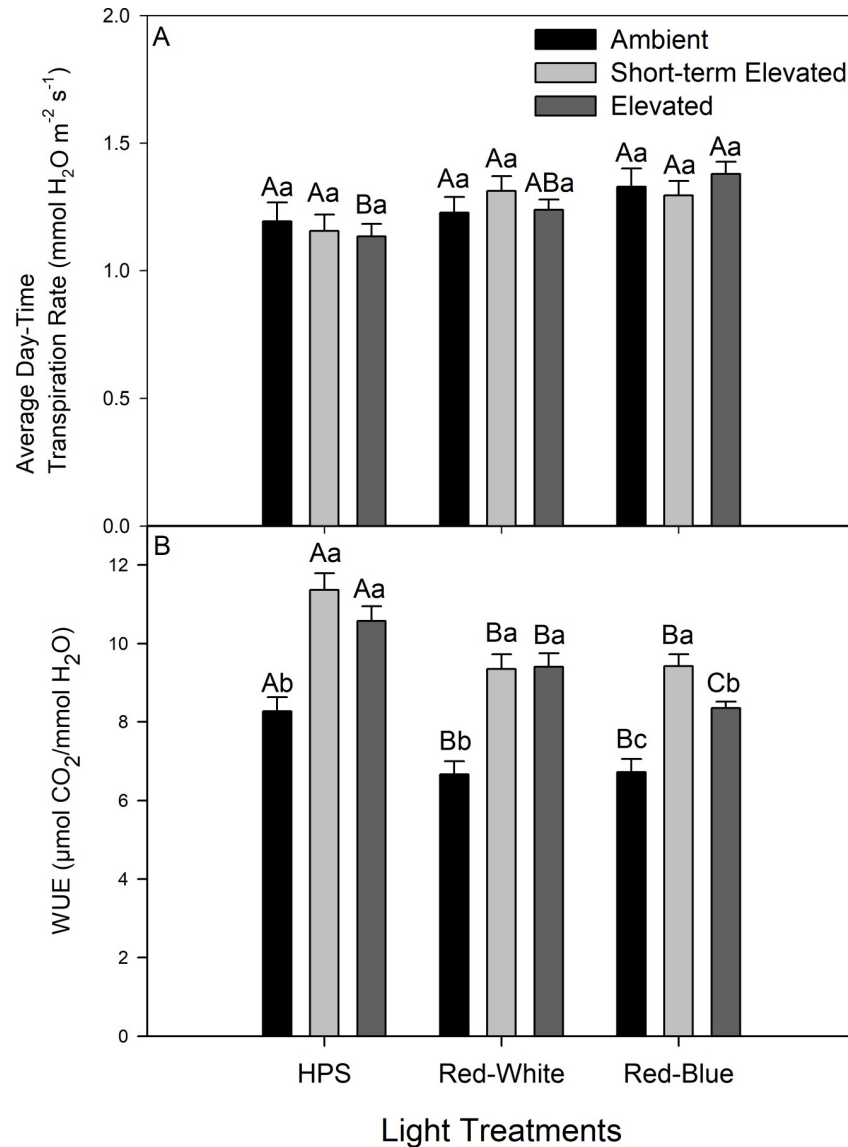 A
Ambient
Short-term Elevated
Elevated
Average Day-Time
Transpiration Rate (mmol H₂O m⁻² s⁻¹)
2.0
1.5
1.0
0.5
0.0
Aa Aa Ba Aa Aa ABa Aa Aa Aa
B
WUE (µmol CO₂/mmol H₂O)
12
10
8
6
4
2
0
Ab Aa Aa Bb Ba Ba Bc Ba Cb
HPS Red-White Red-Blue
Light Treatments